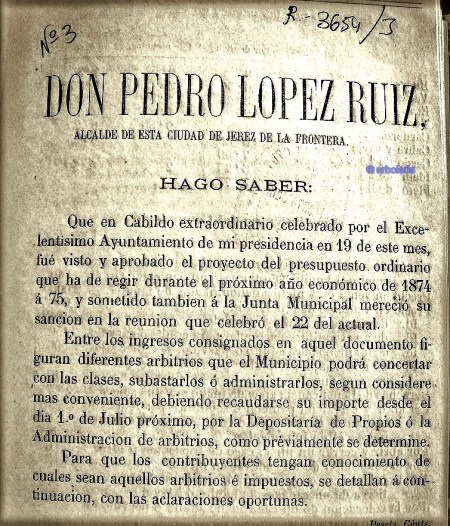 Nº 3
R.- 3654/3
DON PEDRO LOPEZ RUIZ,
ALCALDE DE ESTA CIUDAD DE JEREZ DE LA FRONTERA.
@ arboleda
HAGO SABER:
Que en Cabildo extraordinario celebrado por el Exce-
lentísimo Ayuntamiento de mi presidencia en 19 de este mes,
fué visto y aprobado el proyecto del presupuesto ordinario
que ha de regir durante el próximo año económico de 1874
á 75, y sometido tambien á la Junta Municipal mereció su
sancion en la reunion que celebró el 22 del actual.
Entre los ingresos consignados en aquel documento fi-
guran diferentes arbitrios que el Municipio podrá concertar
con las clases, subastarlos ó administrarlos, segun considere
mas conveniente, debiendo recaudarse su importe desde el
dia 1.º de Julio próximo, por la Depositaría de Propios ó la
Administracion de arbitrios, como préviamente se determine.
Para que los contribuyentes tengan conocimiento de
cuales sean aquellos arbitrios é impuestos, se detallan á con-
tinuacion, con las aclaraciones oportunas.
Peseta Cénts.